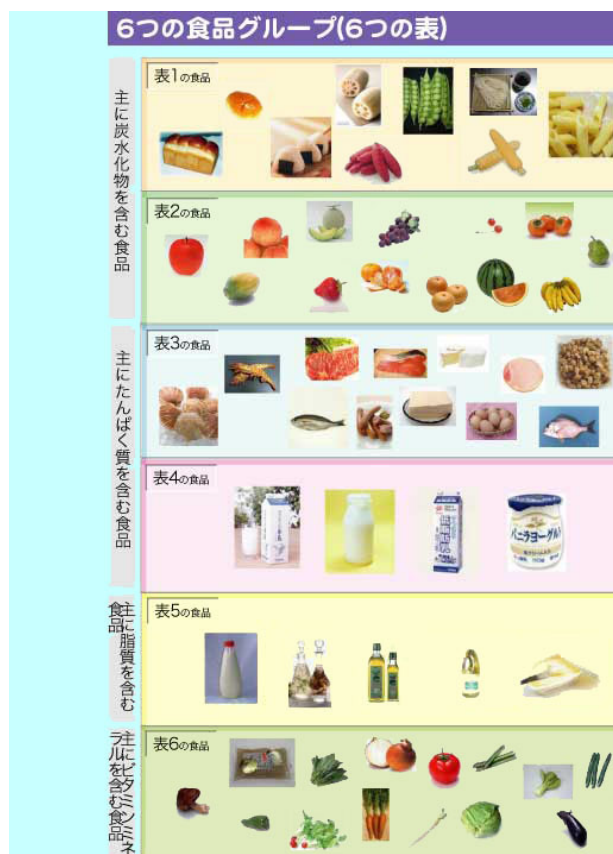 6つの食品グループ(6つの表)
主に炭水化物を含む食品
表1の食品
表2の食品
主にたんぱく質を含む食品
表3の食品
表4の食品
バニラヨーグルト
主に脂質を含む
食品
表5の食品
主にビタミンミネ
ラルを含む食品
表6の食品